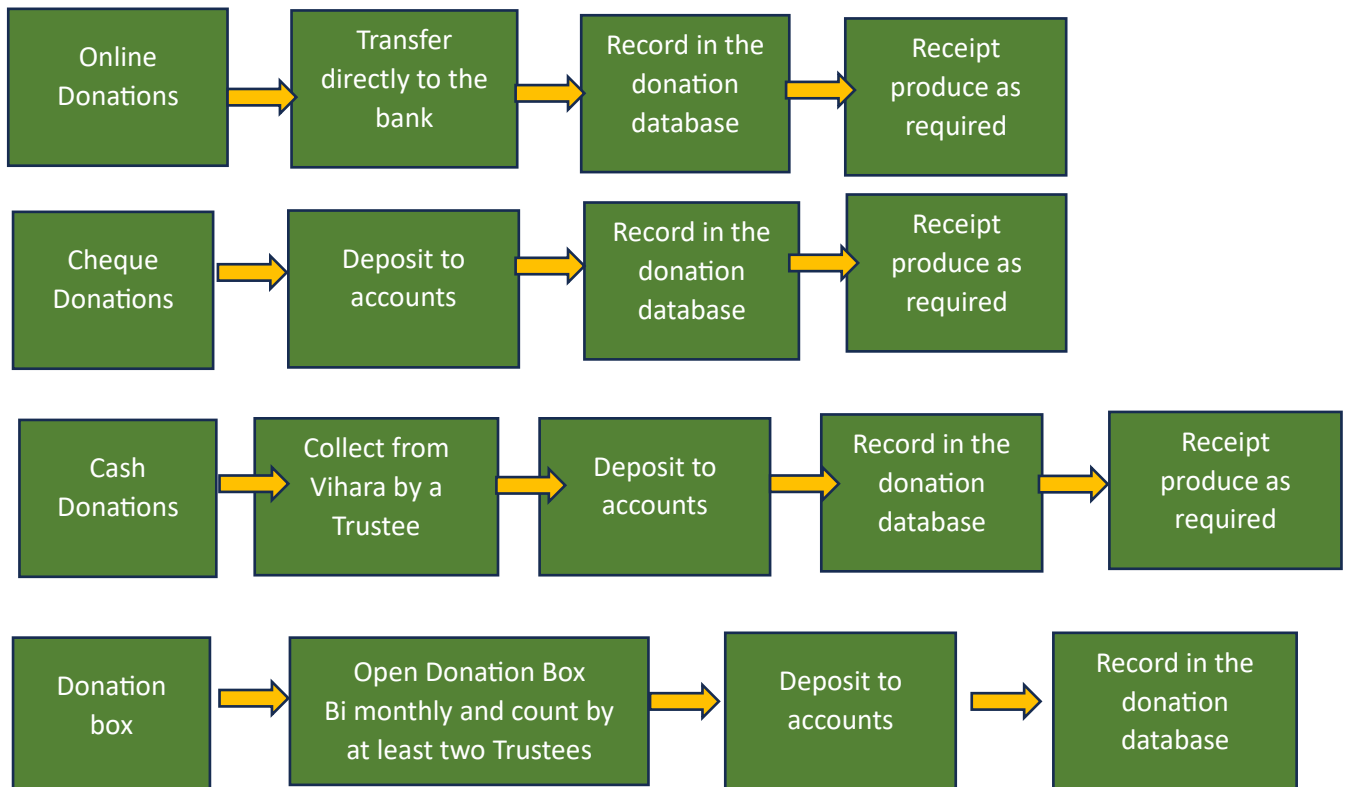 Online
Donations
Transfer
directly to the
bank
Record in the
donation
database
Receipt
produce as
required
Cheque
Donations
Deposit to
accounts
Record in the
donation
database
Receipt
produce as
required
Cash
Donations
Collect from
Vihara by a
Trustee
Deposit to
accounts
Record in the
donation
database
Receipt
produce as
required
Donation
box
Open Donation Box
Bi monthly and count by
at least two Trustees
Deposit to
accounts
Record in the
donation
database